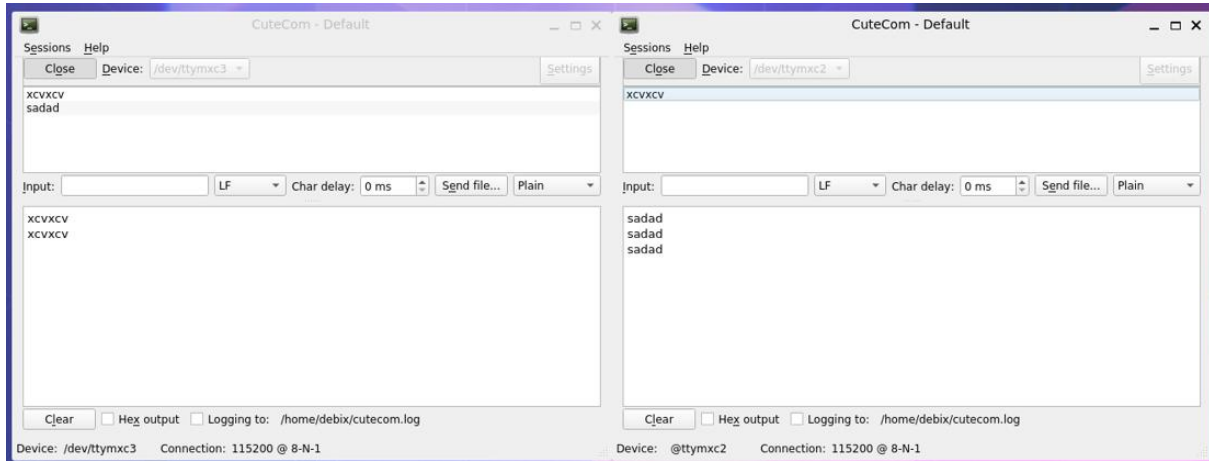 CuteCom - Default
Sessions Help
Close Device: /dev/ttymxc3 Settings
xcvxcv
sadad
Input: LF Char delay: 0 ms Send file... Plain
xcvxcv
xcvxcv
Clear Hex output Logging to: /home/debix/cutecom.log
Device: /dev/ttymxc3 Connection: 115200 @ 8-N-1
CuteCom - Default
Sessions Help
Close Device: /dev/ttymxc2 Settings
xcvxcv
Input: LF Char delay: 0 ms Send file... Plain
sadad
sadad
sadad
Clear Hex output Logging to: /home/debix/cutecom.log
Device: @ttymxc2 Connection: 115200 @ 8-N-1